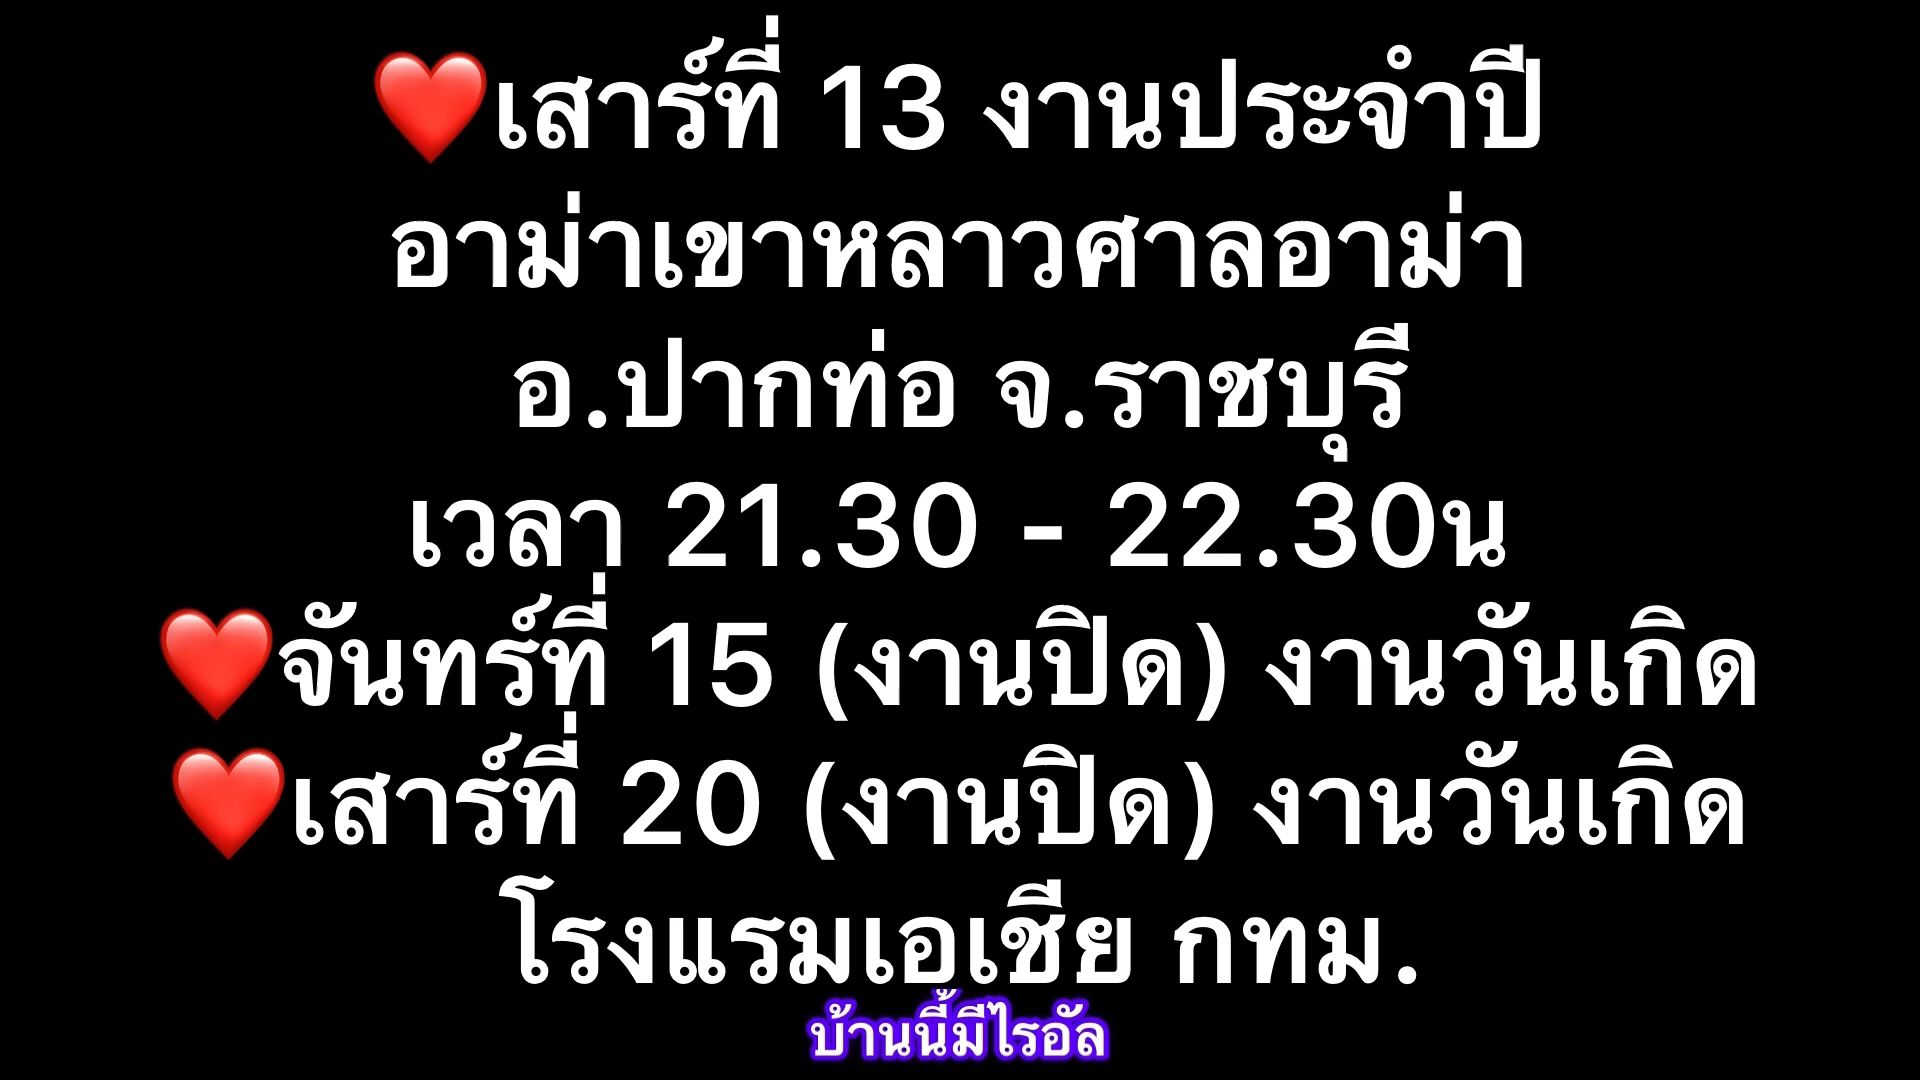 ❤️เสาร์ที่ 13 งานประจำปี
อาม่าเขาหลาวศาลอาม่า
อ.ปากท่อ จ.ราชบุรี
เวลา 21.30 - 22.30น
❤️จันทร์ที่ 15 (งานปิด) งานวันเกิด
❤️เสาร์ที่ 20 (งานปิด) งานวันเกิด
โรงแรมเอเชีย กทม.
บ้านนี้มีไรอัล